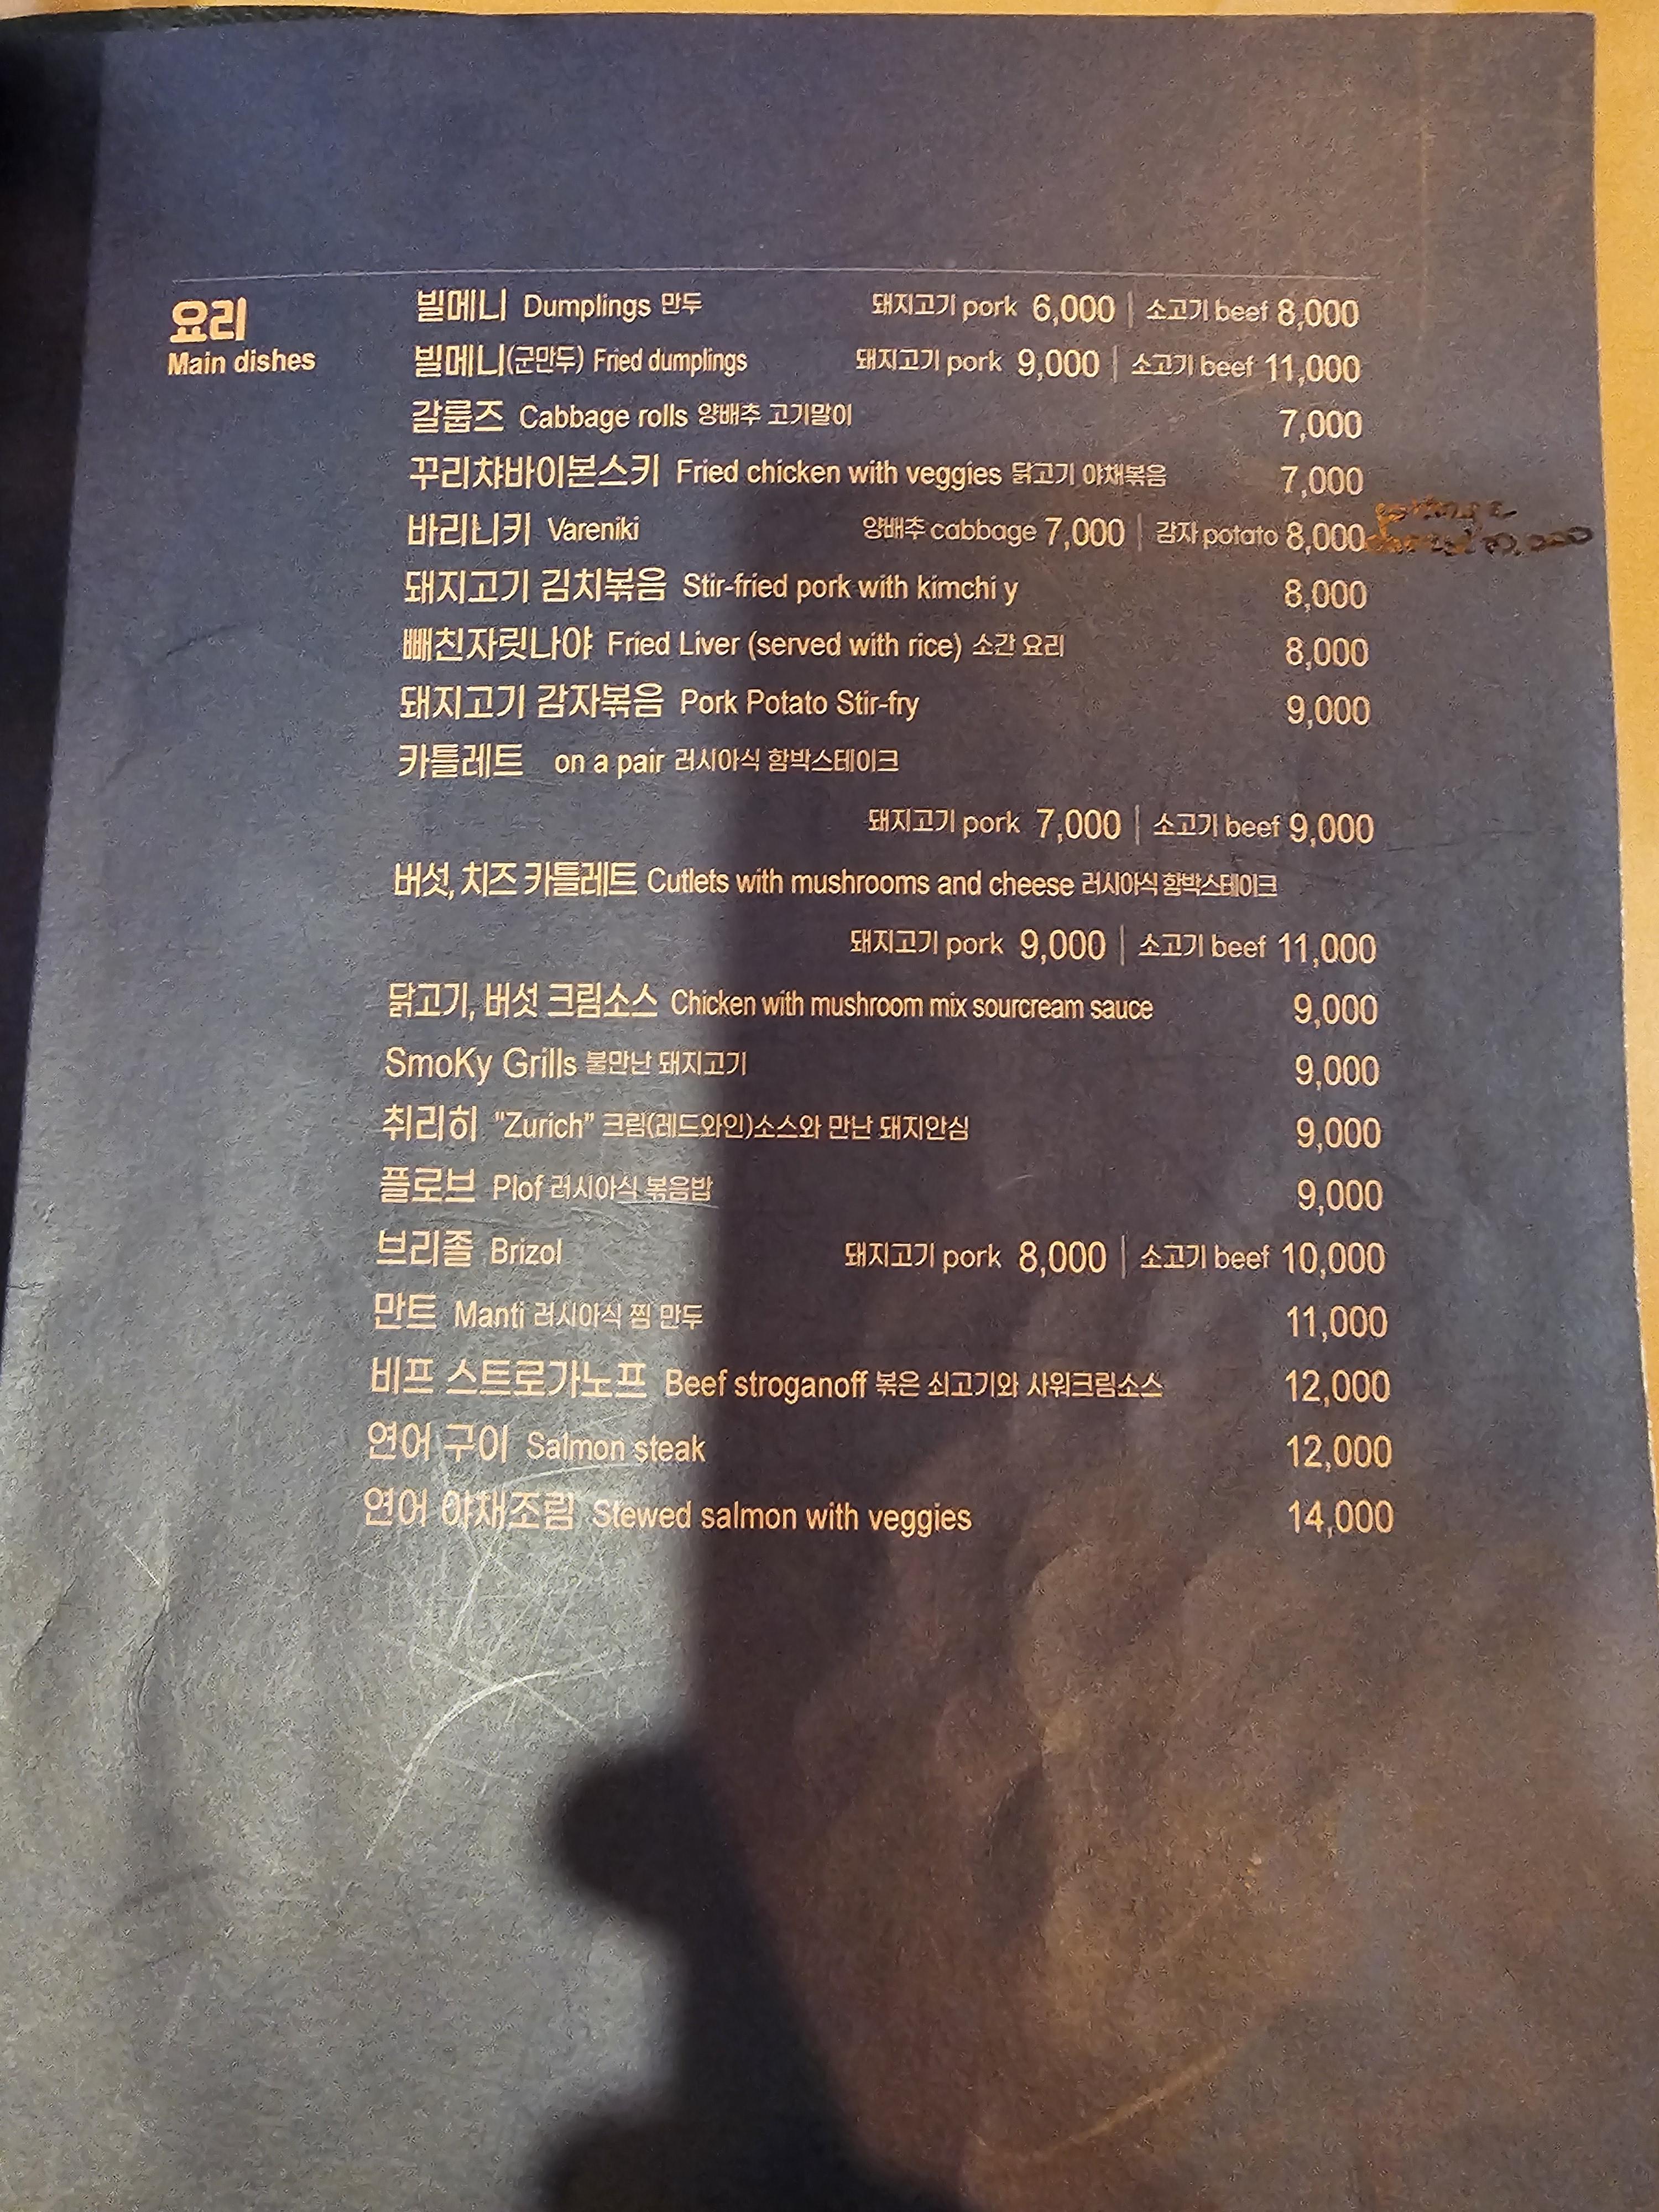 요리
Main dishes
빌메니 Dumplings 만두 돼지고기 pork 6,000 | 소고기 beef 8,000
빌메니(군만두) Fried dumplings 돼지고기 pork 9,000 | 소고기 beef 11,000
갈룹즈 Cabbage rolls 양배추 고기말이 7,000
꾸리챠바이본스키 Fried chicken with veggies 닭고기 야채볶음 7,000
바리니키 Vareniki 양배추 cabbage 7,000 | 감자 potato 8,000
돼지고기 김치볶음 Stir-fried pork with kimchi y 8,000
빼친자릿나야 Fried Liver (served with rice) 소간 요리 8,000
돼지고기 감자볶음 Pork Potato Stir-fry 9,000
카틀레트 on a pair 러시아식 함박스테이크
돼지고기 pork 7,000 | 소고기 beef 9,000
버섯, 치즈 카틀레트 Cutlets with mushrooms and cheese 러시아식 함박스테이크
돼지고기 pork 9,000 | 소고기 beef 11,000
닭고기, 버섯 크림소스 Chicken with mushroom mix sourcream sauce 9,000
SmoKy Grills 불만난 돼지고기 9,000
취리히 "Zurich" 크림(레드와인)소스와 만난 돼지안심 9,000
플로브 Plof 러시아식 볶음밥 9,000
브리졸 Brizol 돼지고기 pork 8,000 | 소고기 beef 10,000
만트 Manti 러시아식 찜 만두 11,000
비프 스트로가노프 Beef stroganoff 볶은 쇠고기와 사워크림소스 12,000
연어 구이 Salmon steak 12,000
연어 야채조림 Stewed salmon with veggies 14,000